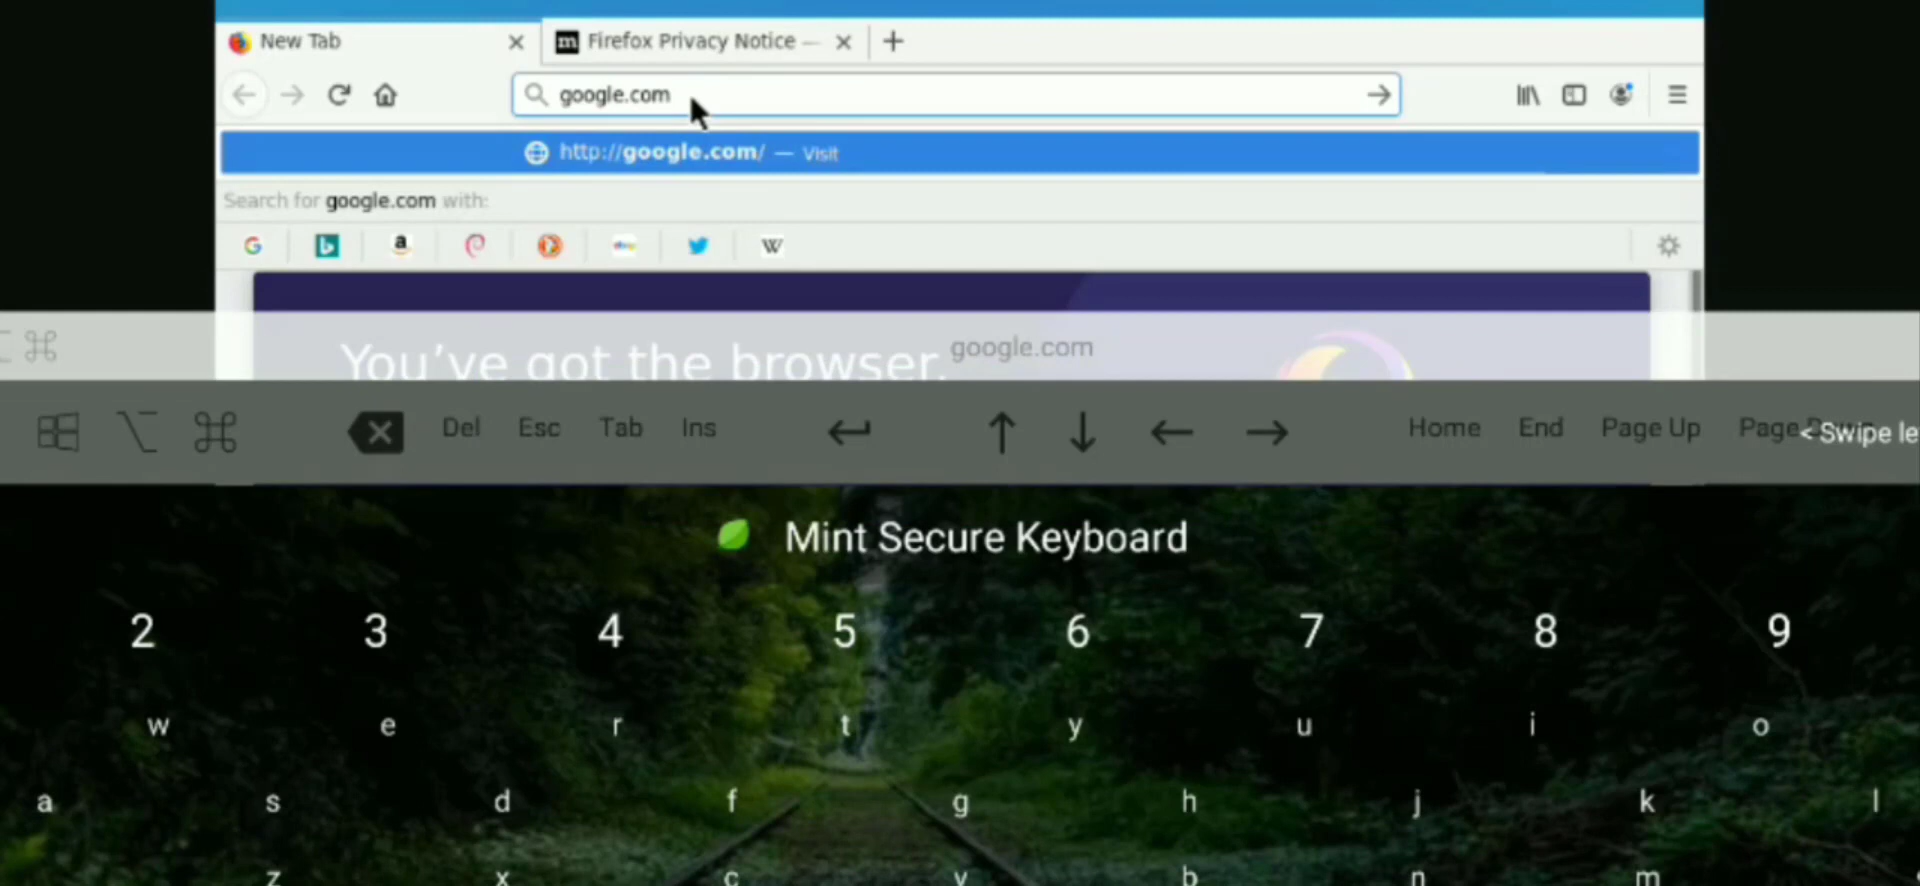 New Tab
Firefox Privacy Notice —
google.com
http://google.com/ — Visit
Search for google.com with:
You've got the browser.
google.com
Del Esc Tab Ins Home End Page Up Page
< Swipe le
Mint Secure Keyboard
2 3 4 5 6 7 8 9
w e r t y u i o
a s d f g h j k l
z x c v b n m